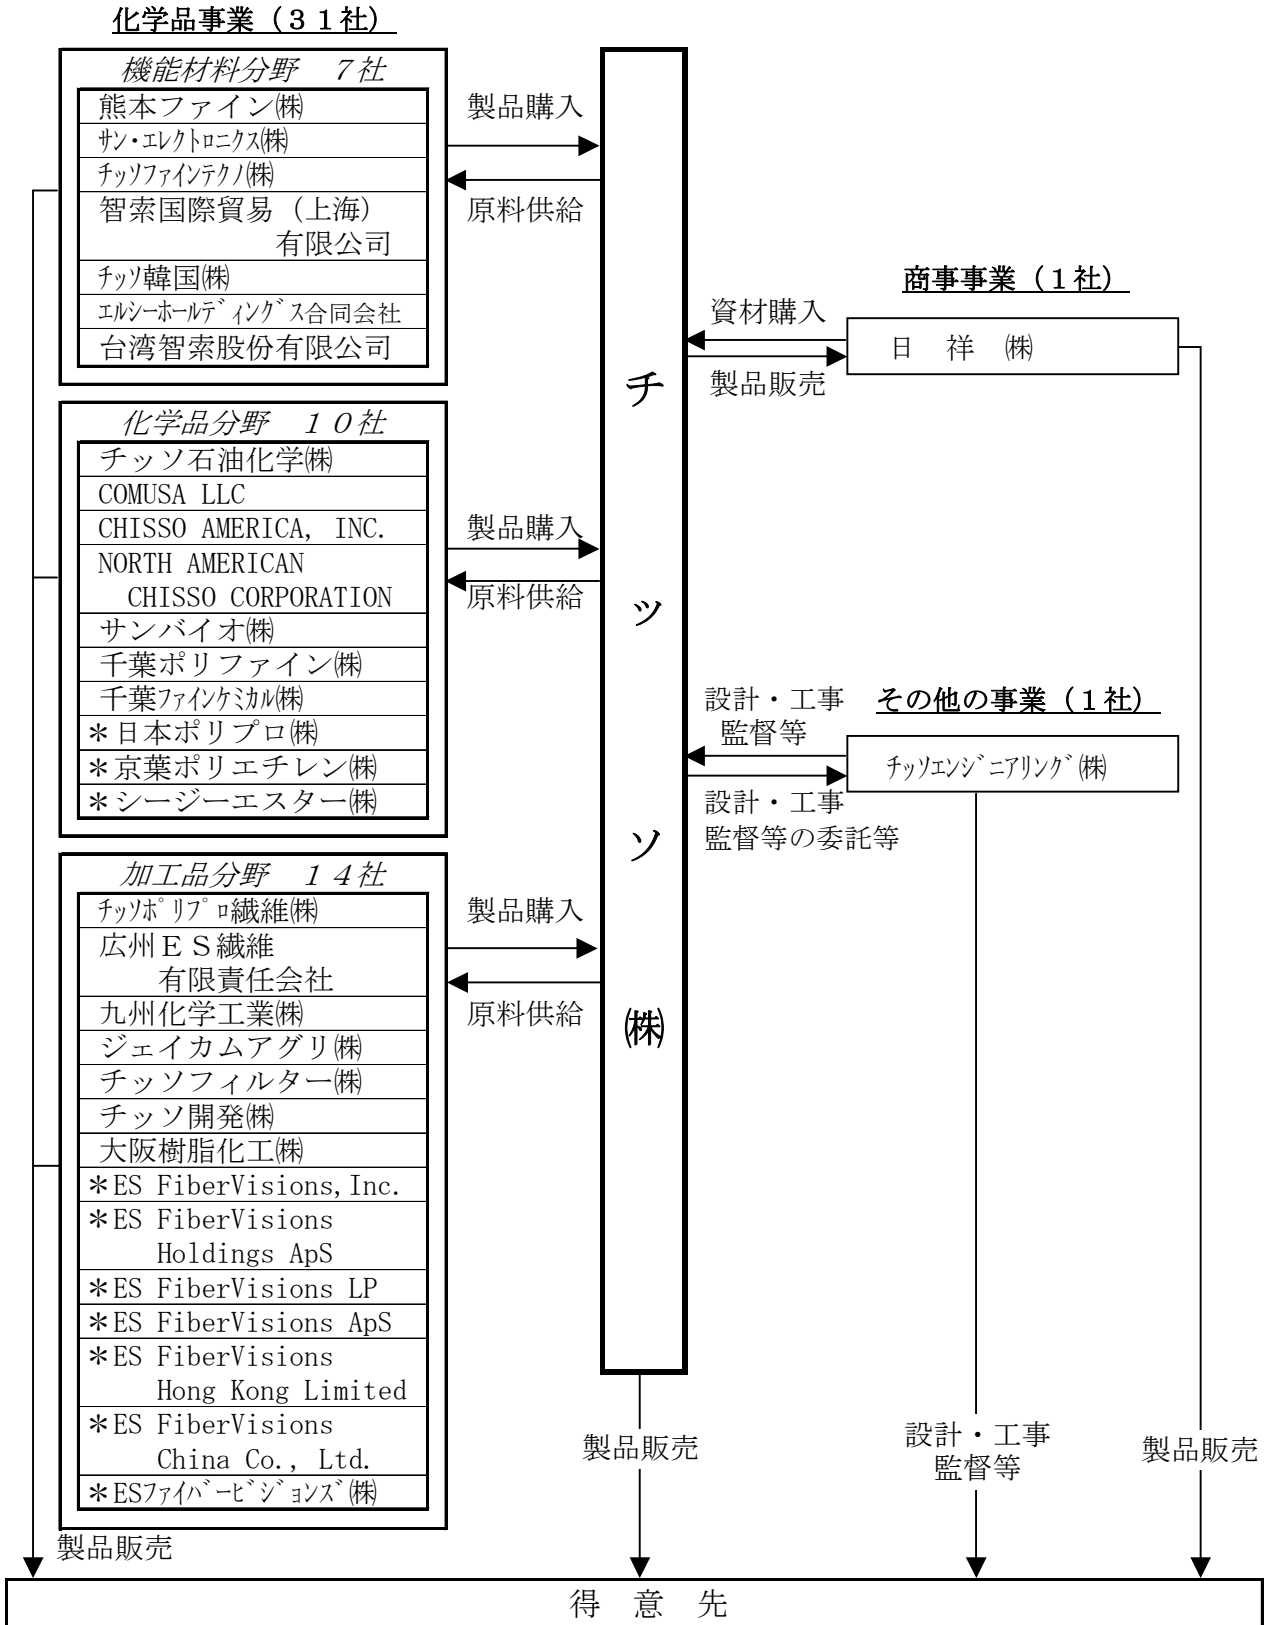 化学品事業（３１社）
機能材料分野　７社
熊本ファイン㈱
ｻﾝ・ｴﾚｸﾄﾛﾆｸｽ㈱
ﾁｯｿﾌｧｲﾝﾃｸﾉ㈱
智索国際貿易（上海）
有限公司
ﾁｯｿ韓国㈱
ｴﾙｼｰﾎｰﾙﾃﾞｨﾝｸﾞｽ合同会社
台湾智索股份有限公司
製品購入
原料供給
化学品分野　１０社
チッソ石油化学㈱
COMUSA LLC
CHISSO AMERICA, INC.
NORTH AMERICAN
CHISSO CORPORATION
サンバイオ㈱
千葉ポリファイン㈱
千葉ﾌｧｲﾝｹﾐｶﾙ㈱
＊日本ポリプロ㈱
＊京葉ポリエチレン㈱
＊シージーエスター㈱
製品購入
原料供給
加工品分野　１４社
ﾁｯｿﾎﾟﾘﾌﾟﾛ繊維㈱
広州ＥＳ繊維
有限責任会社
九州化学工業㈱
ジェイカムアグリ㈱
チッソフィルター㈱
チッソ開発㈱
大阪樹脂化工㈱
＊ES FiberVisions,Inc.
＊ES FiberVisions
Holdings ApS
＊ES FiberVisions LP
＊ES FiberVisions ApS
＊ES FiberVisions
Hong Kong Limited
＊ES FiberVisions
China Co., Ltd.
＊ESﾌｧｲﾊﾞｰﾋﾞｼﾞｮﾝｽﾞ㈱
製品購入
原料供給
製品販売
チッソ㈱
製品販売
商事事業（１社）
資材購入
日　祥　㈱
製品販売
その他の事業（１社）
設計・工事
監督等
ﾁｯｿｴﾝｼﾞﾆｱﾘﾝｸﾞ㈱
設計・工事
監督等の委託等
設計・工事
監督等
製品販売
得　意　先